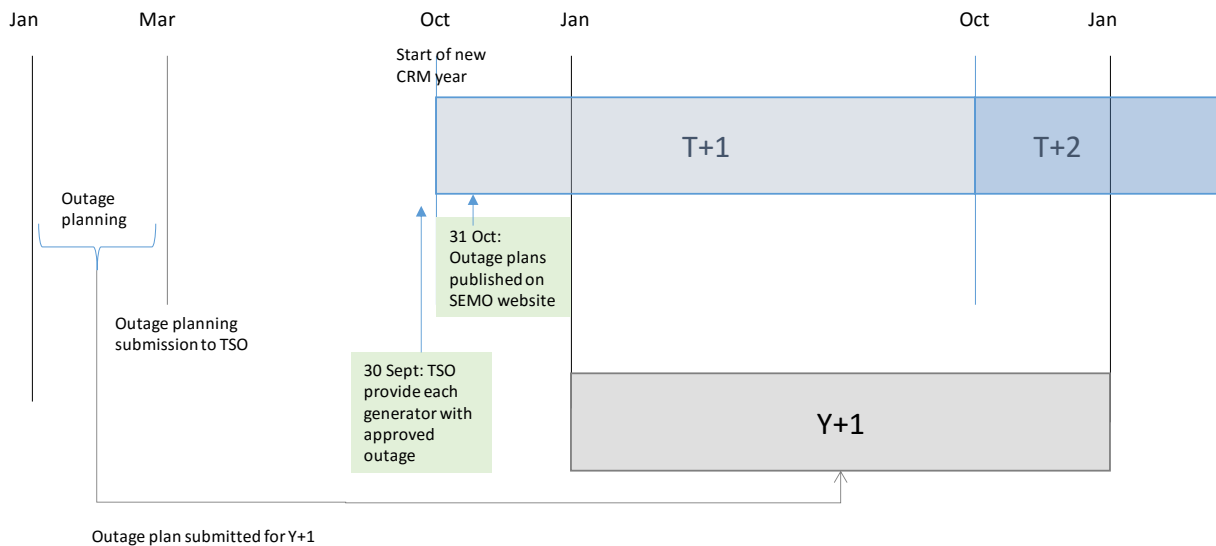 Jan
Mar
Oct
Jan
Oct
Jan
Start of new
CRM year
T+1
T+2
Outage
planning
31 Oct:
Outage plans
published on
SEMO website
Outage planning
submission to TSO
30 Sept: TSO
provide each
generator with
approved
outage
Y+1
Outage plan submitted for Y+1